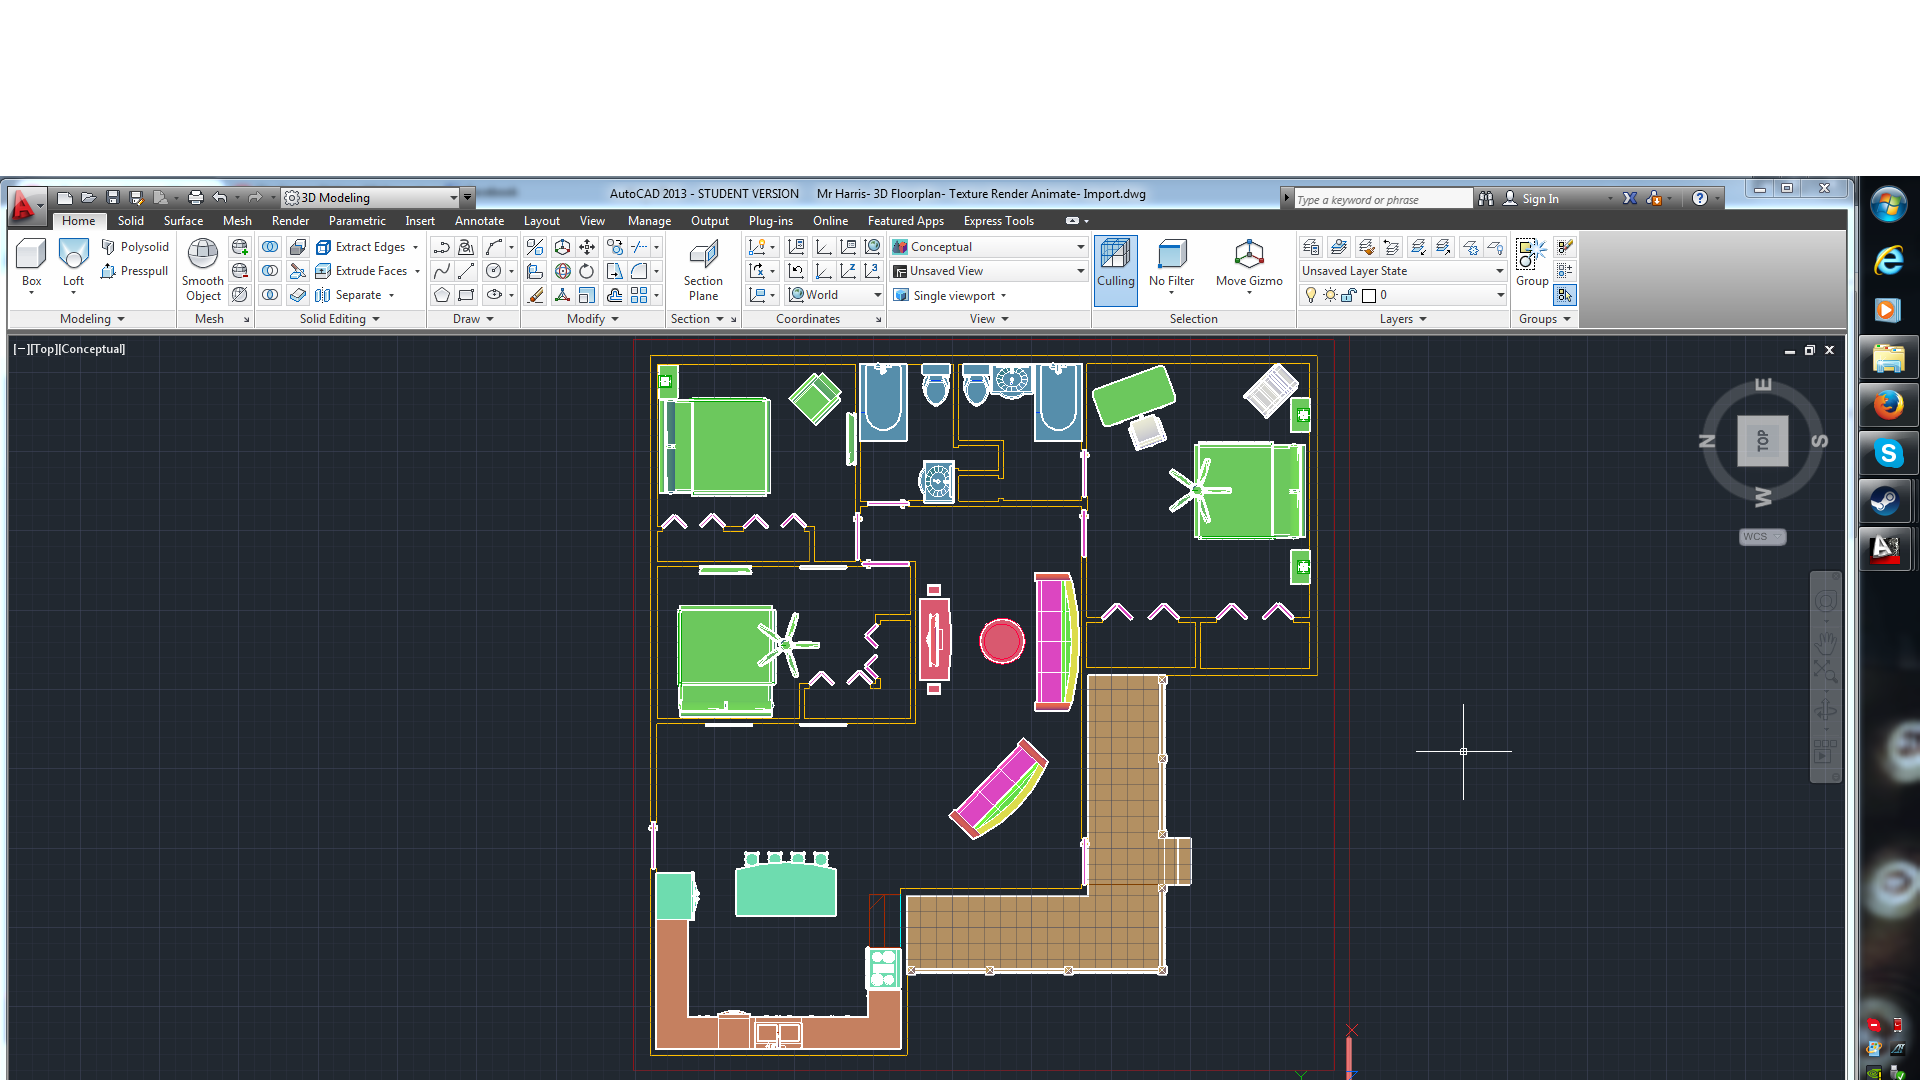 3D Modeling
AutoCAD 2013 - STUDENT VERSION Mr Harris- 3D Floorplan- Texture Render Animate- Import.dwg
Type a keyword or phrase
Sign In
Home Solid Surface Mesh Render Parametric Insert Annotate Layout View Manage Output Plug-ins Online Featured Apps Express Tools
Box
Loft
Polysolid
Presspull
Modeling
Smooth
Object
Mesh
Extract Edges
Extrude Faces
Separate
Solid Editing
Draw
Modify
Section
Plane
Section
World
Coordinates
Conceptual
Unsaved View
Single viewport
View
Culling
No Filter
Move Gizmo
Selection
Unsaved Layer State
0
Layers
Group
Groups
[−][Top][Conceptual]
E
N
TOP
S
W
WCS
X
Y